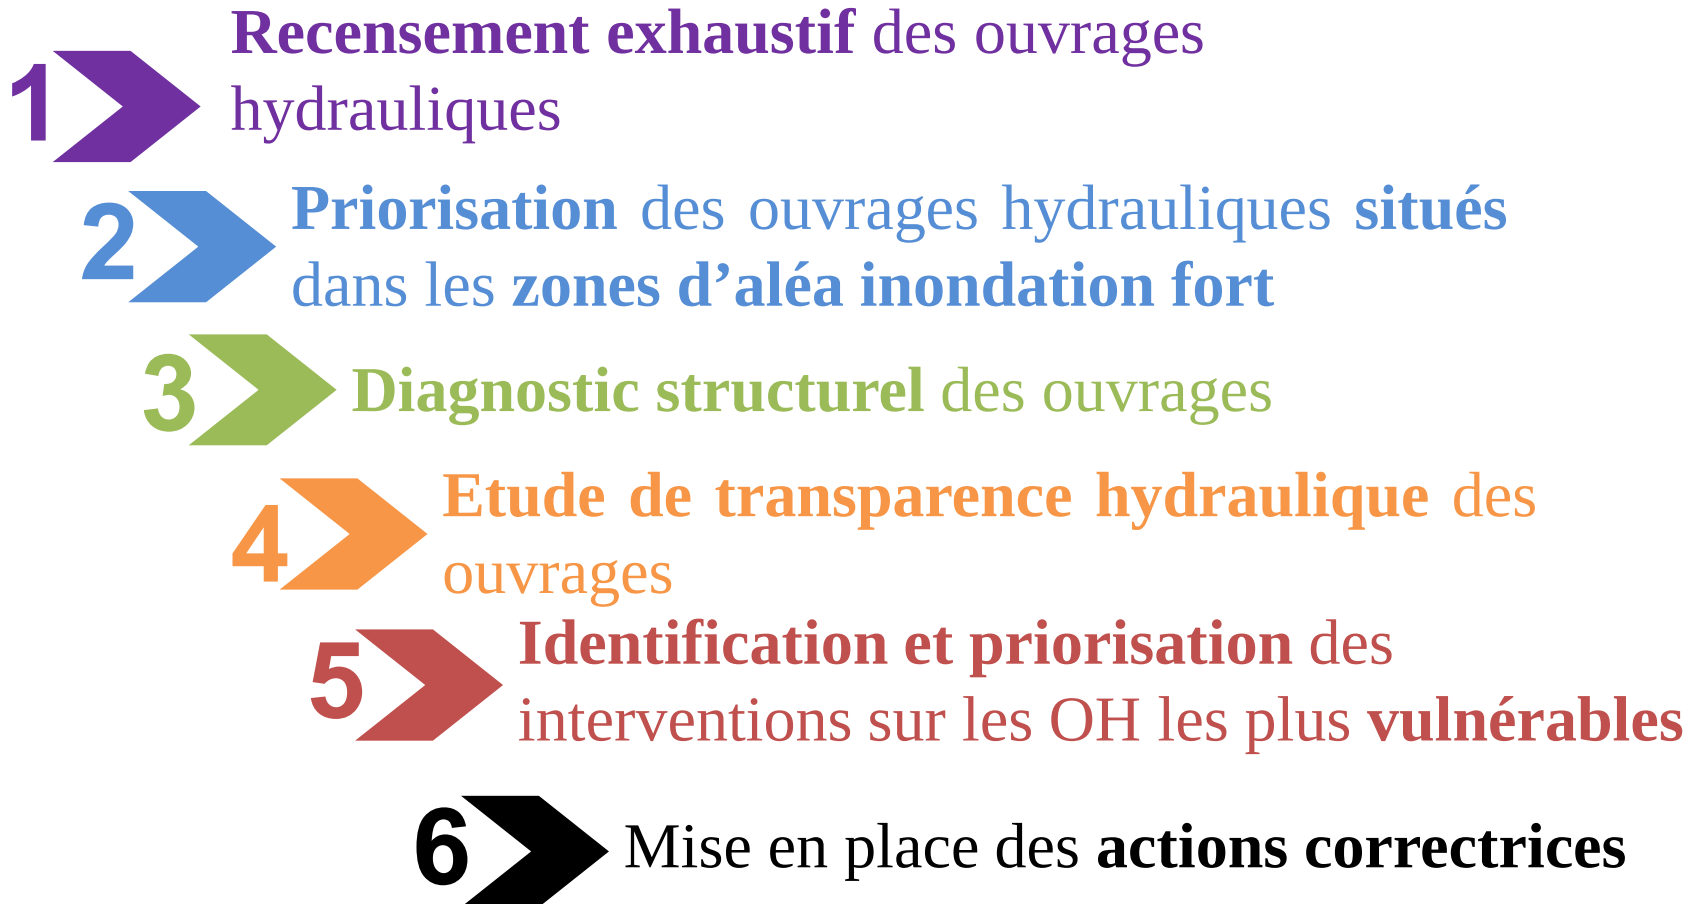 1 Recensement exhaustif des ouvrages
hydrauliques
2 Priorisation des ouvrages hydrauliques situés
dans les zones d’aléa inondation fort
3 Diagnostic structurel des ouvrages
4 Etude de transparence hydraulique des
ouvrages
5 Identification et priorisation des
interventions sur les OH les plus vulnérables
6 Mise en place des actions correctrices